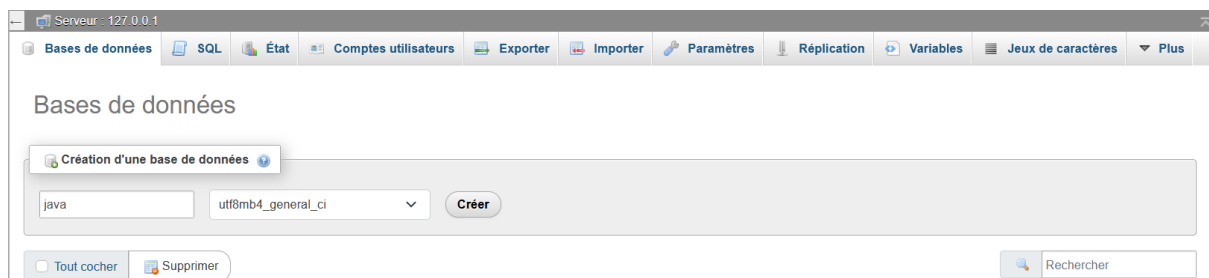 Serveur : 127.0.0.1
Bases de données SQL État Comptes utilisateurs Exporter Importer Paramètres Réplication Variables Jeux de caractères Plus
Bases de données
Création d'une base de données
java utf8mb4_general_ci Créer
Tout cocher Supprimer Rechercher